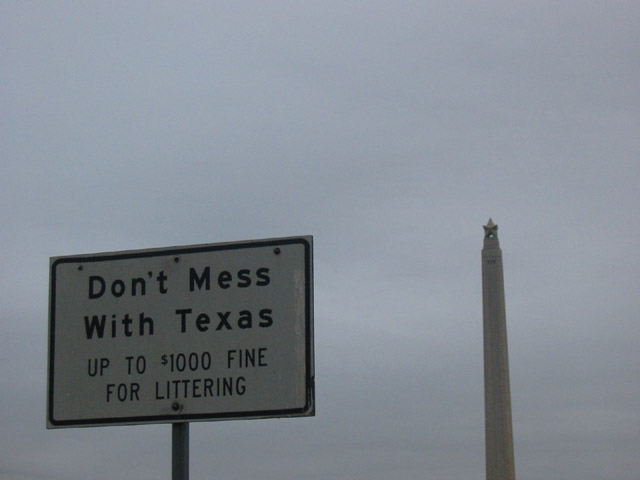 Don't Mess
With Texas
UP TO $1000 FINE
FOR LITTERING